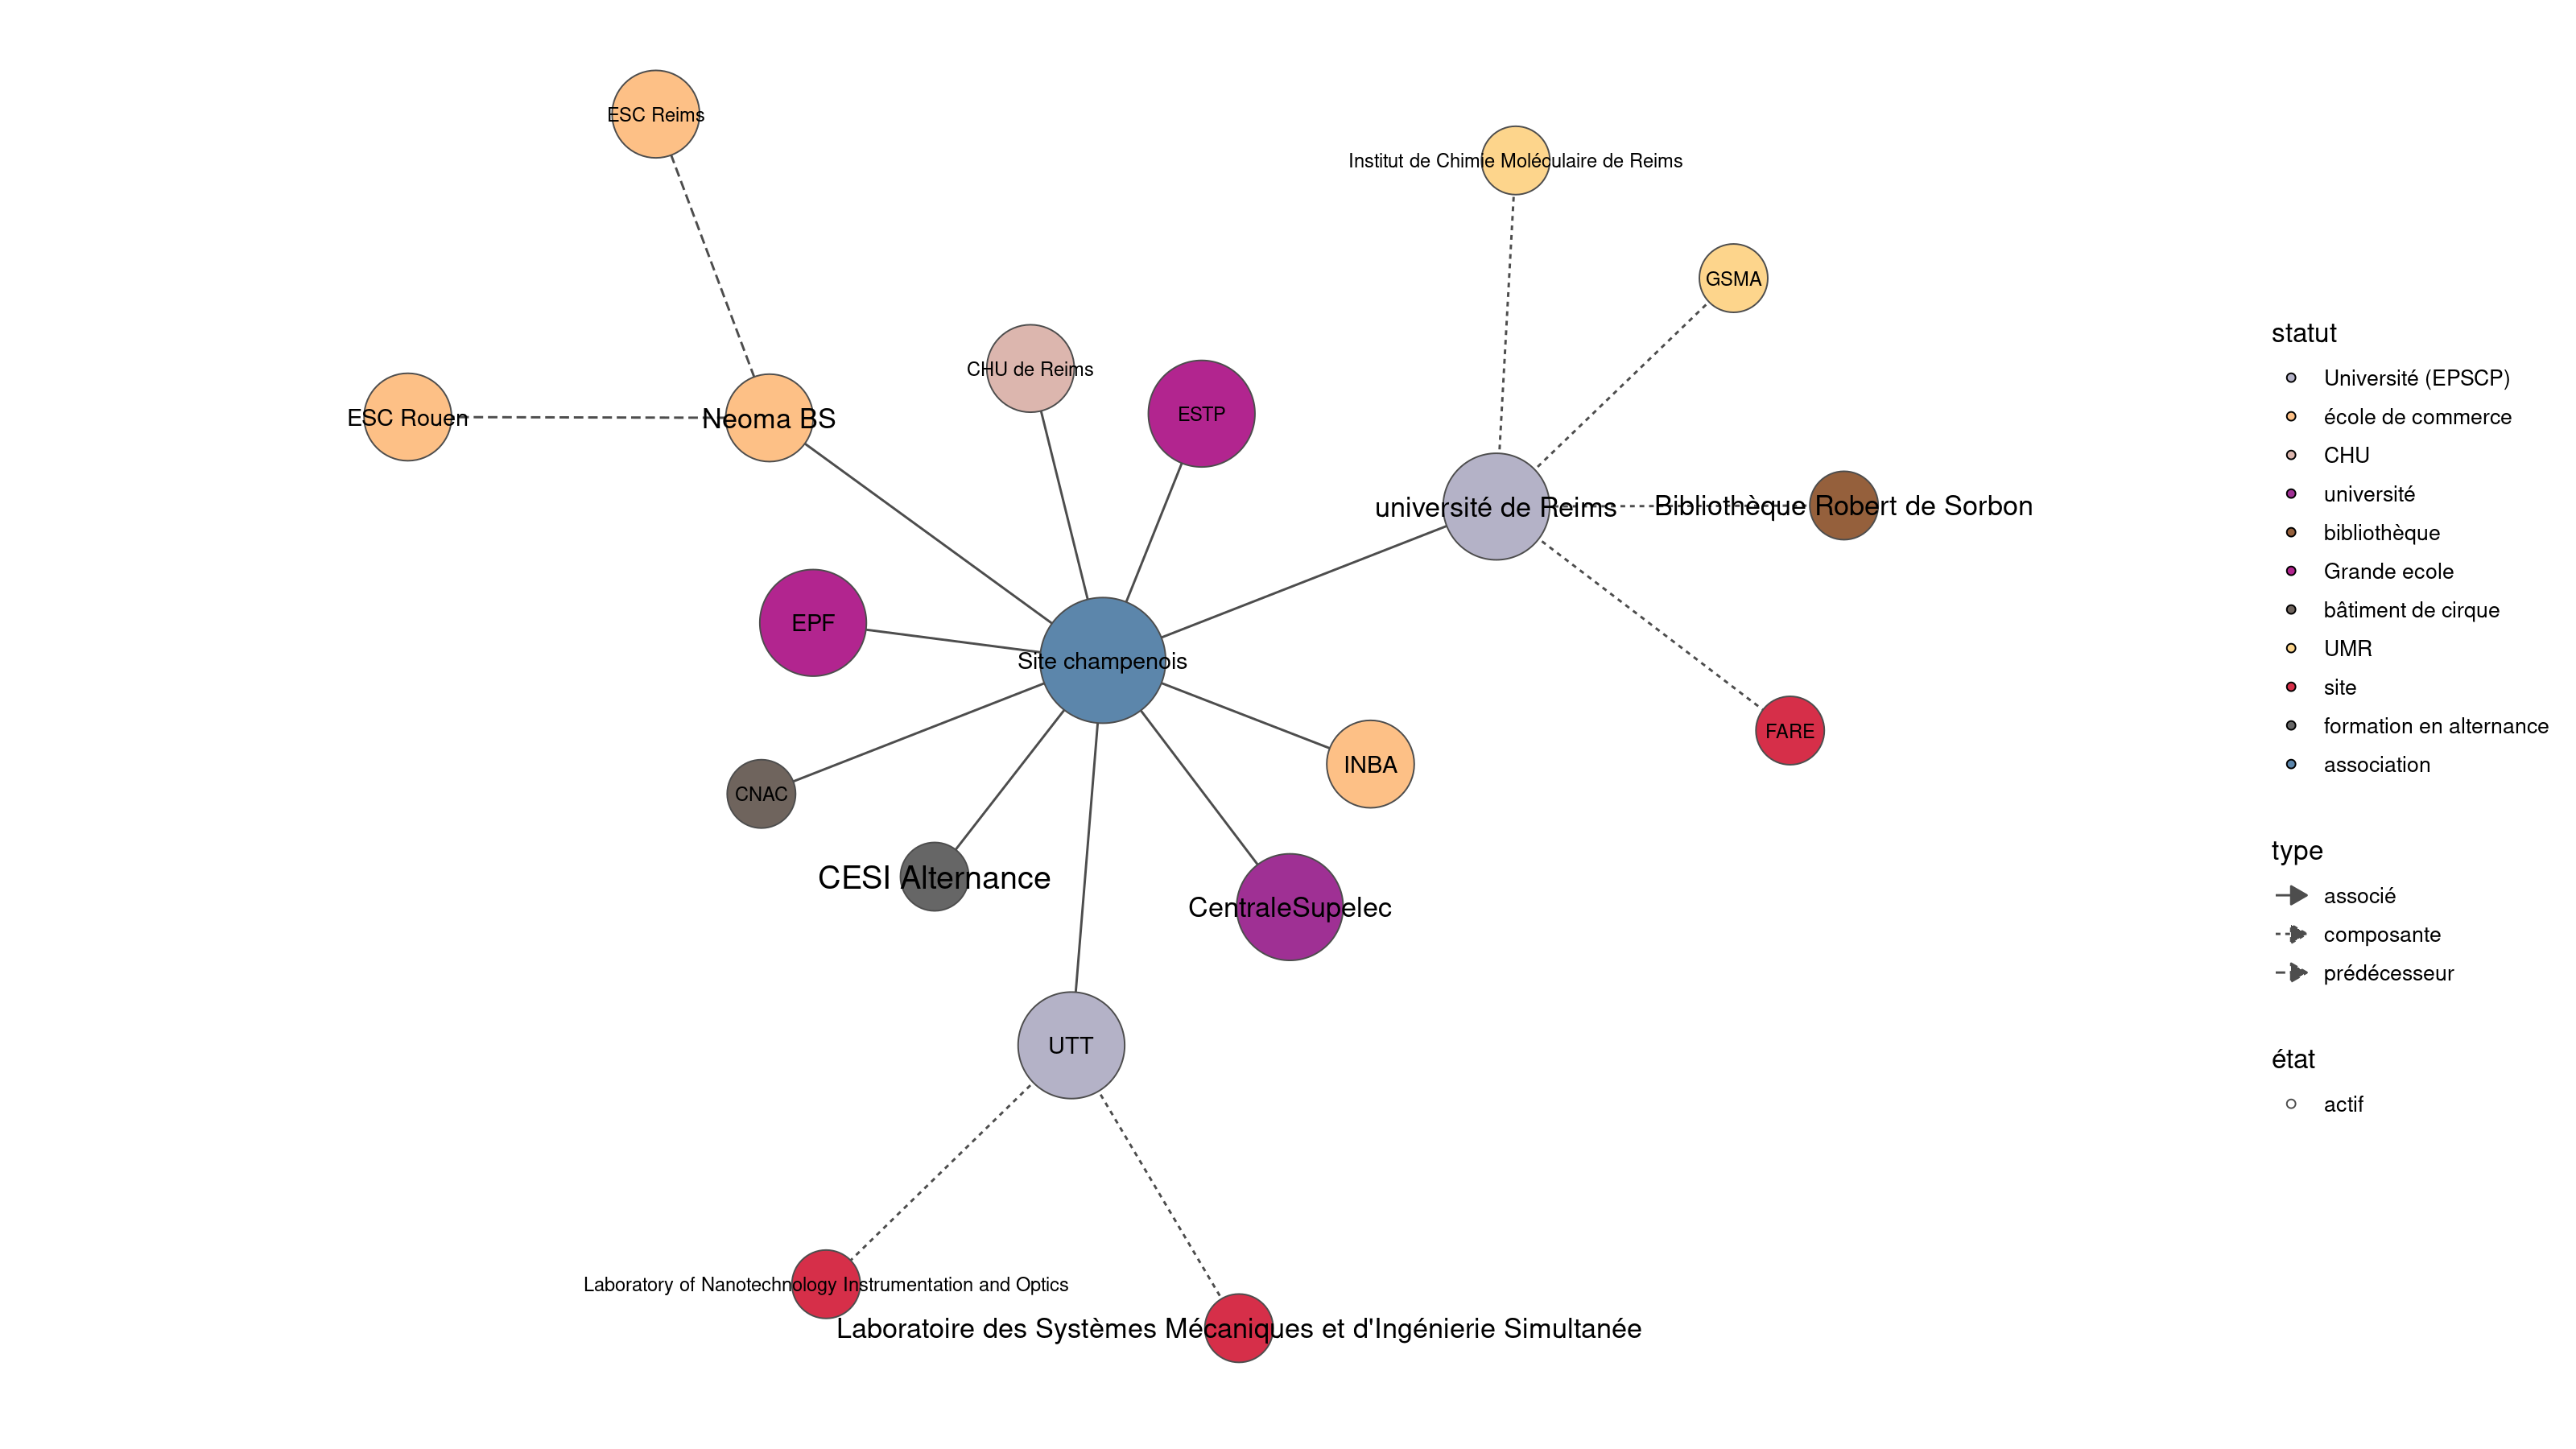 ESC Reims
Institut de Chimie Moléculaire de Reims
GSMA
CHU de Reims
ESTP
ESC Rouen
Neoma BS
université de Reims
Bibliothèque Robert de Sorbon
EPF
Site champenois
FARE
INBA
CNAC
CESI Alternance
CentraleSupelec
UTT
Laboratory of Nanotechnology Instrumentation and Optics
Laboratoire des Systèmes Mécaniques et d'Ingénierie Simultanée
statut
Université (EPSCP)
école de commerce
CHU
université
bibliothèque
Grande ecole
bâtiment de cirque
UMR
site
formation en alternance
association
type
associé
composante
prédécesseur
état
actif